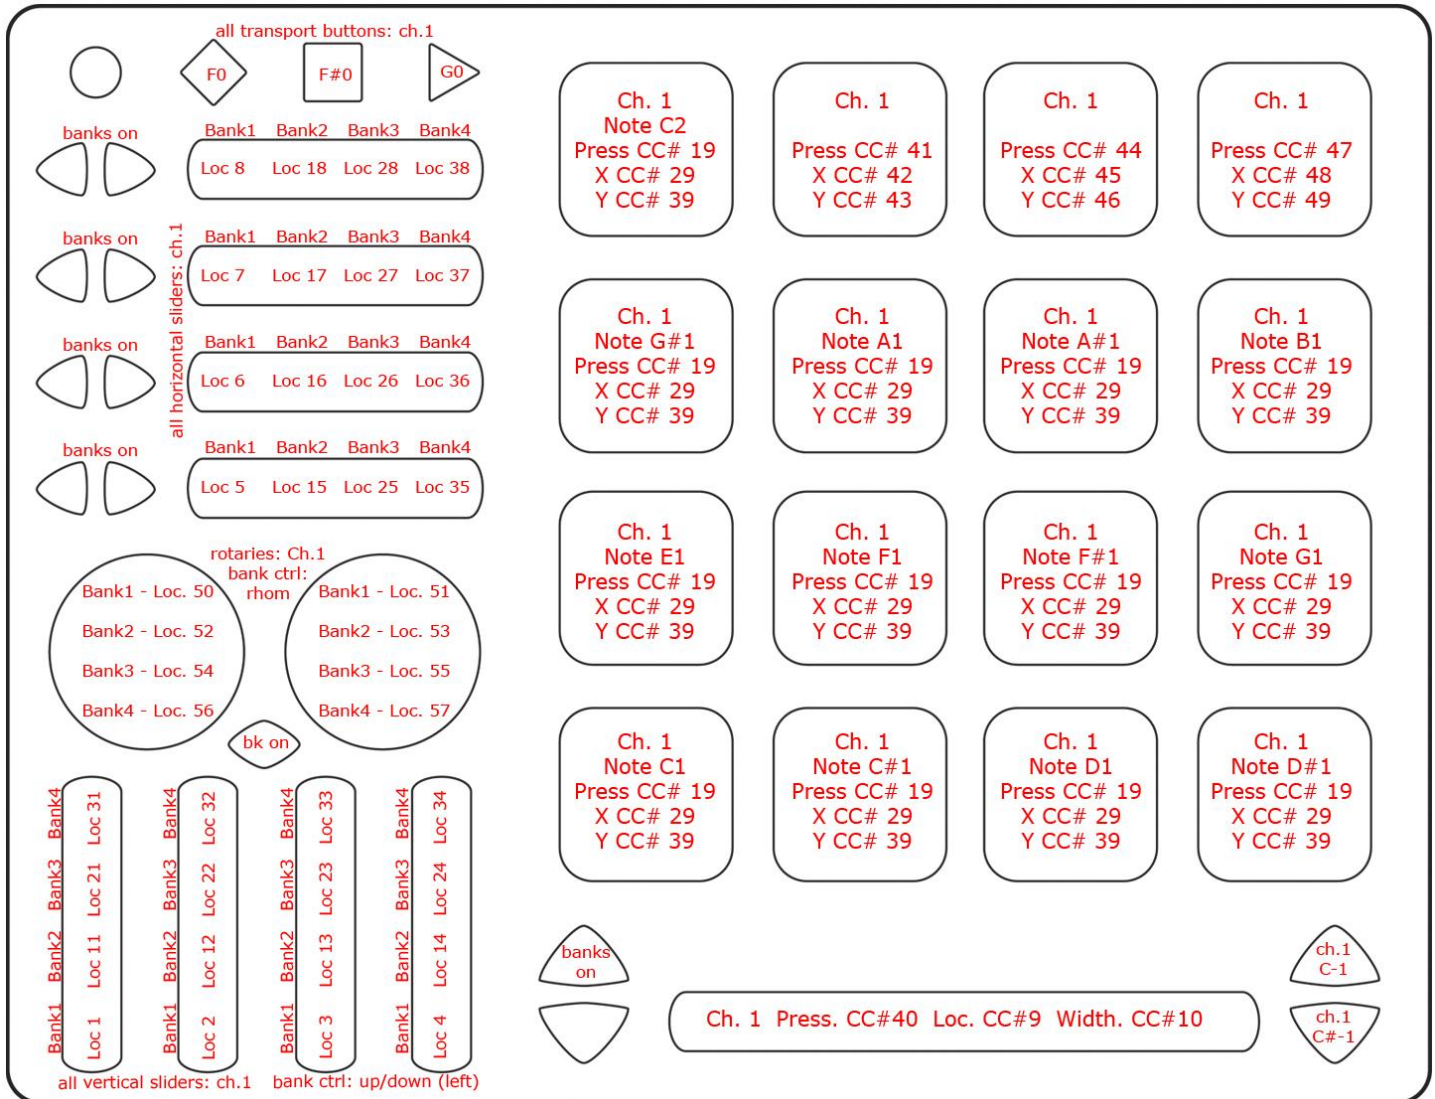 all transport buttons: ch.1
F0
F#0
G0
banks on
Bank1 Bank2 Bank3 Bank4
Loc 8 Loc 18 Loc 28 Loc 38
banks on
Bank1 Bank2 Bank3 Bank4
Loc 7 Loc 17 Loc 27 Loc 37
banks on
Bank1 Bank2 Bank3 Bank4
Loc 6 Loc 16 Loc 26 Loc 36
banks on
Bank1 Bank2 Bank3 Bank4
Loc 5 Loc 15 Loc 25 Loc 35
all horizontal sliders: ch.1
rotaries: Ch.1
bank ctrl:
rhom
Bank1 - Loc. 50
Bank2 - Loc. 52
Bank3 - Loc. 54
Bank4 - Loc. 56
Bank1 - Loc. 51
Bank2 - Loc. 53
Bank3 - Loc. 55
Bank4 - Loc. 57
bk on
Bank1 Bank2 Bank3 Bank4
Loc 1 Loc 11 Loc 21 Loc 31
Bank1 Bank2 Bank3 Bank4
Loc 2 Loc 12 Loc 22 Loc 32
Bank1 Bank2 Bank3 Bank4
Loc 3 Loc 13 Loc 23 Loc 33
Bank1 Bank2 Bank3 Bank4
Loc 4 Loc 14 Loc 24 Loc 34
all vertical sliders: ch.1 bank ctrl: up/down (left)
Ch. 1
Note C2
Press CC# 19
X CC# 29
Y CC# 39
Ch. 1
Press CC# 41
X CC# 42
Y CC# 43
Ch. 1
Press CC# 44
X CC# 45
Y CC# 46
Ch. 1
Press CC# 47
X CC# 48
Y CC# 49
Ch. 1
Note G#1
Press CC# 19
X CC# 29
Y CC# 39
Ch. 1
Note A1
Press CC# 19
X CC# 29
Y CC# 39
Ch. 1
Note A#1
Press CC# 19
X CC# 29
Y CC# 39
Ch. 1
Note B1
Press CC# 19
X CC# 29
Y CC# 39
Ch. 1
Note E1
Press CC# 19
X CC# 29
Y CC# 39
Ch. 1
Note F1
Press CC# 19
X CC# 29
Y CC# 39
Ch. 1
Note F#1
Press CC# 19
X CC# 29
Y CC# 39
Ch. 1
Note G1
Press CC# 19
X CC# 29
Y CC# 39
Ch. 1
Note C1
Press CC# 19
X CC# 29
Y CC# 39
Ch. 1
Note C#1
Press CC# 19
X CC# 29
Y CC# 39
Ch. 1
Note D1
Press CC# 19
X CC# 29
Y CC# 39
Ch. 1
Note D#1
Press CC# 19
X CC# 29
Y CC# 39
banks
on
Ch. 1 Press. CC#40 Loc. CC#9 Width. CC#10
ch.1
C-1
ch.1
C#-1